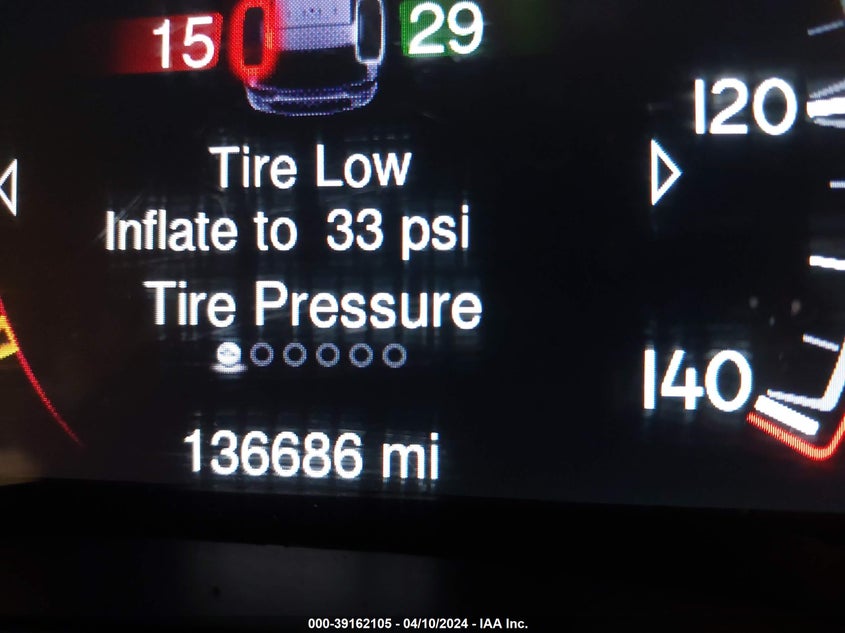 15 29
120
Tire Low
Inflate to 33 psi
Tire Pressure
140
136686 mi
000-39162105 - 04/10/2024 - IAA Inc.